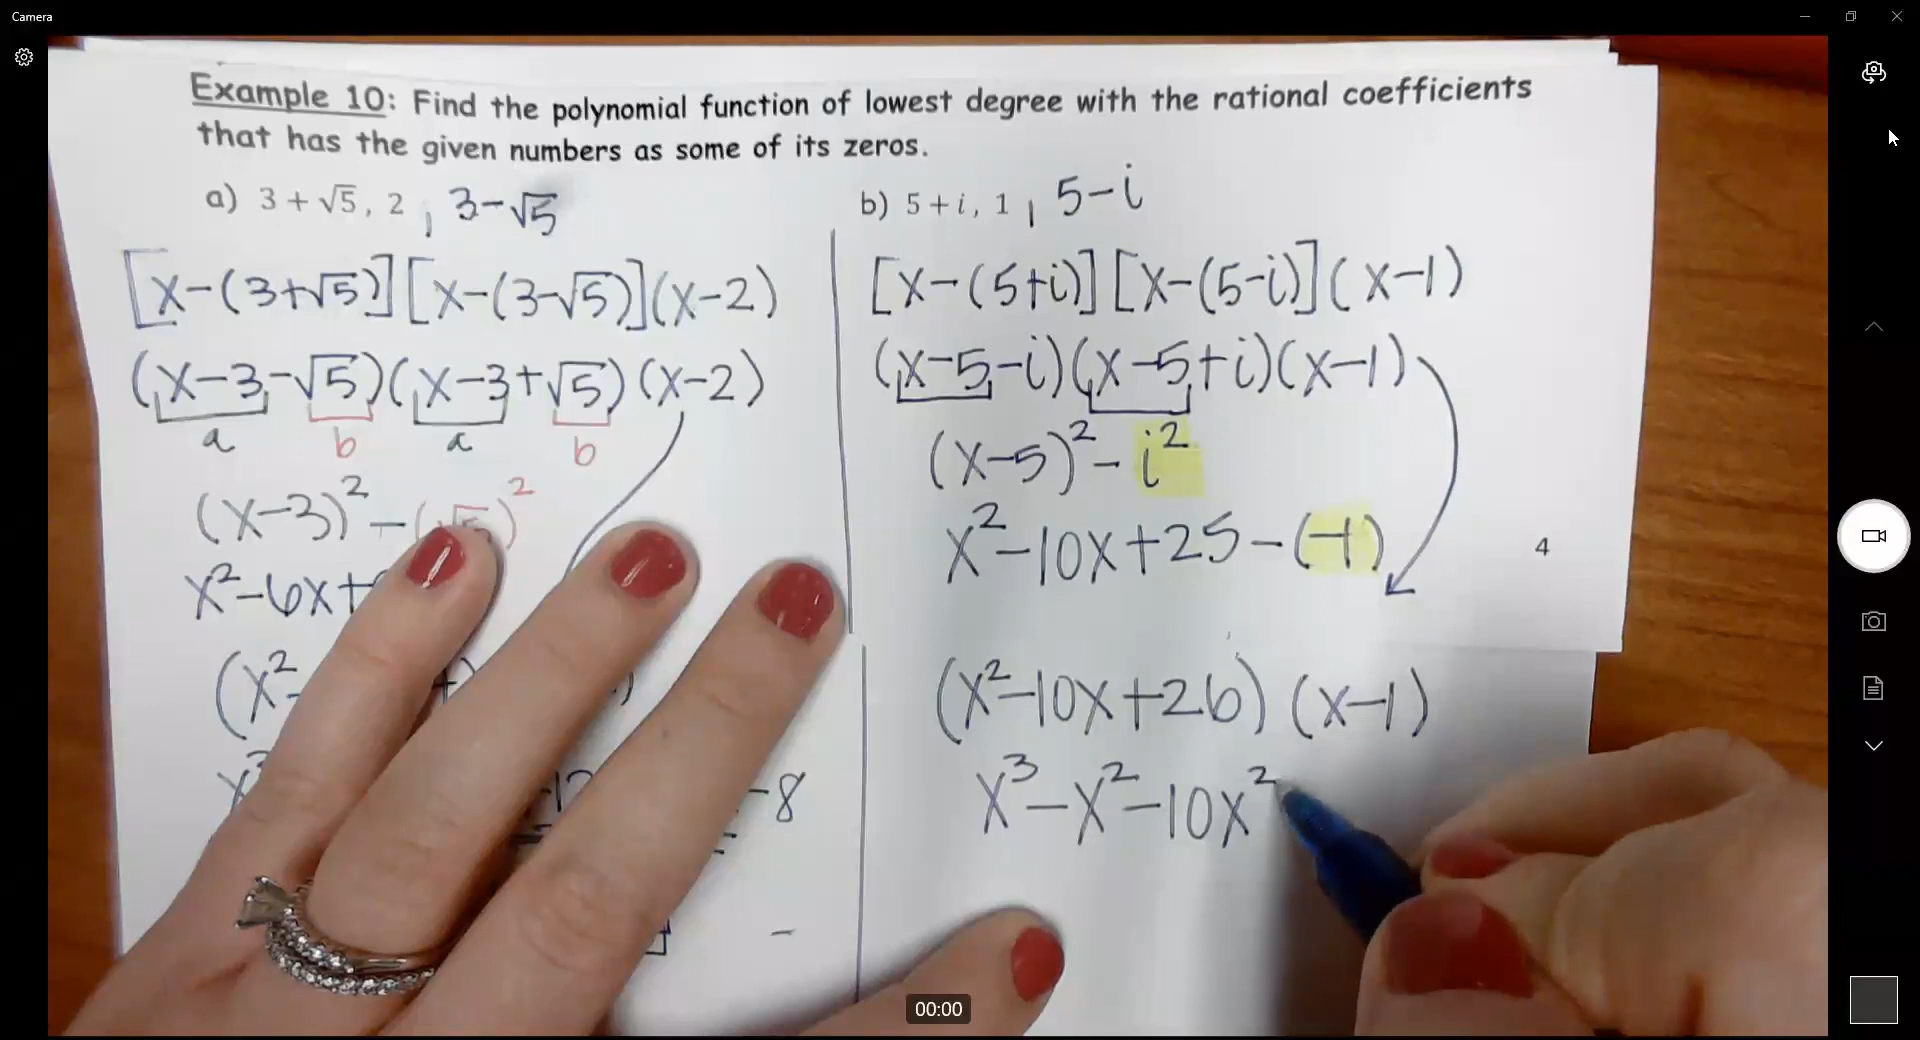 Camera
Example 10: Find the polynomial function of lowest degree with the rational coefficients
that has the given numbers as some of its zeros.
a) 3 + √5, 2, 3-√5
[x-(3+√5)][x-(3-√5)](x-2)
(x-3-√5)(x-3+√5)(x-2)
a b a b
(x-3)² - (√5)²
x²-6x+
(x²-
-8
b) 5 + i, 1, 5-i
[x-(5+i)][x-(5-i)](x-1)
(x-5-i)(x-5+i)(x-1)
(x-5)² - i²
x²-10x+25-(-1)
(x²-10x+26)(x-1)
x³-x²-10x²
4
00:00